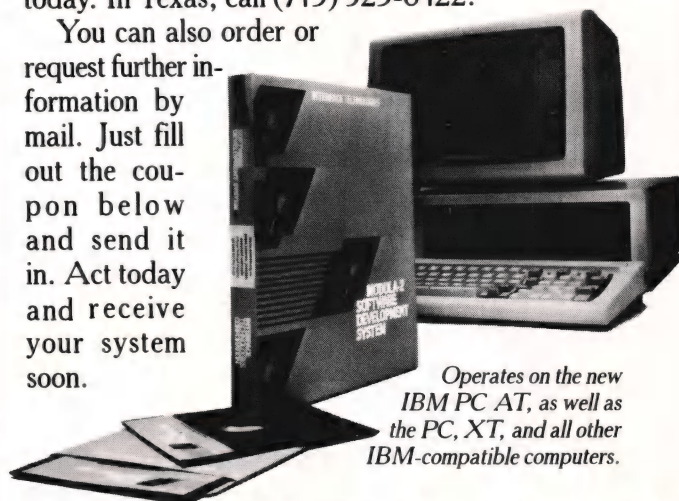 today. In Texas, call (713) 523-8422.
You can also order or
request further in-
formation by
mail. Just fill
out the cou-
pon below
and send it
in. Act today
and receive
your system
soon.
MODULA-2
SOFTWARE
DEVELOPMENT
SYSTEM
Operates on the new
IBM PC AT, as well as
the PC, XT, and all other
IBM-compatible computers.